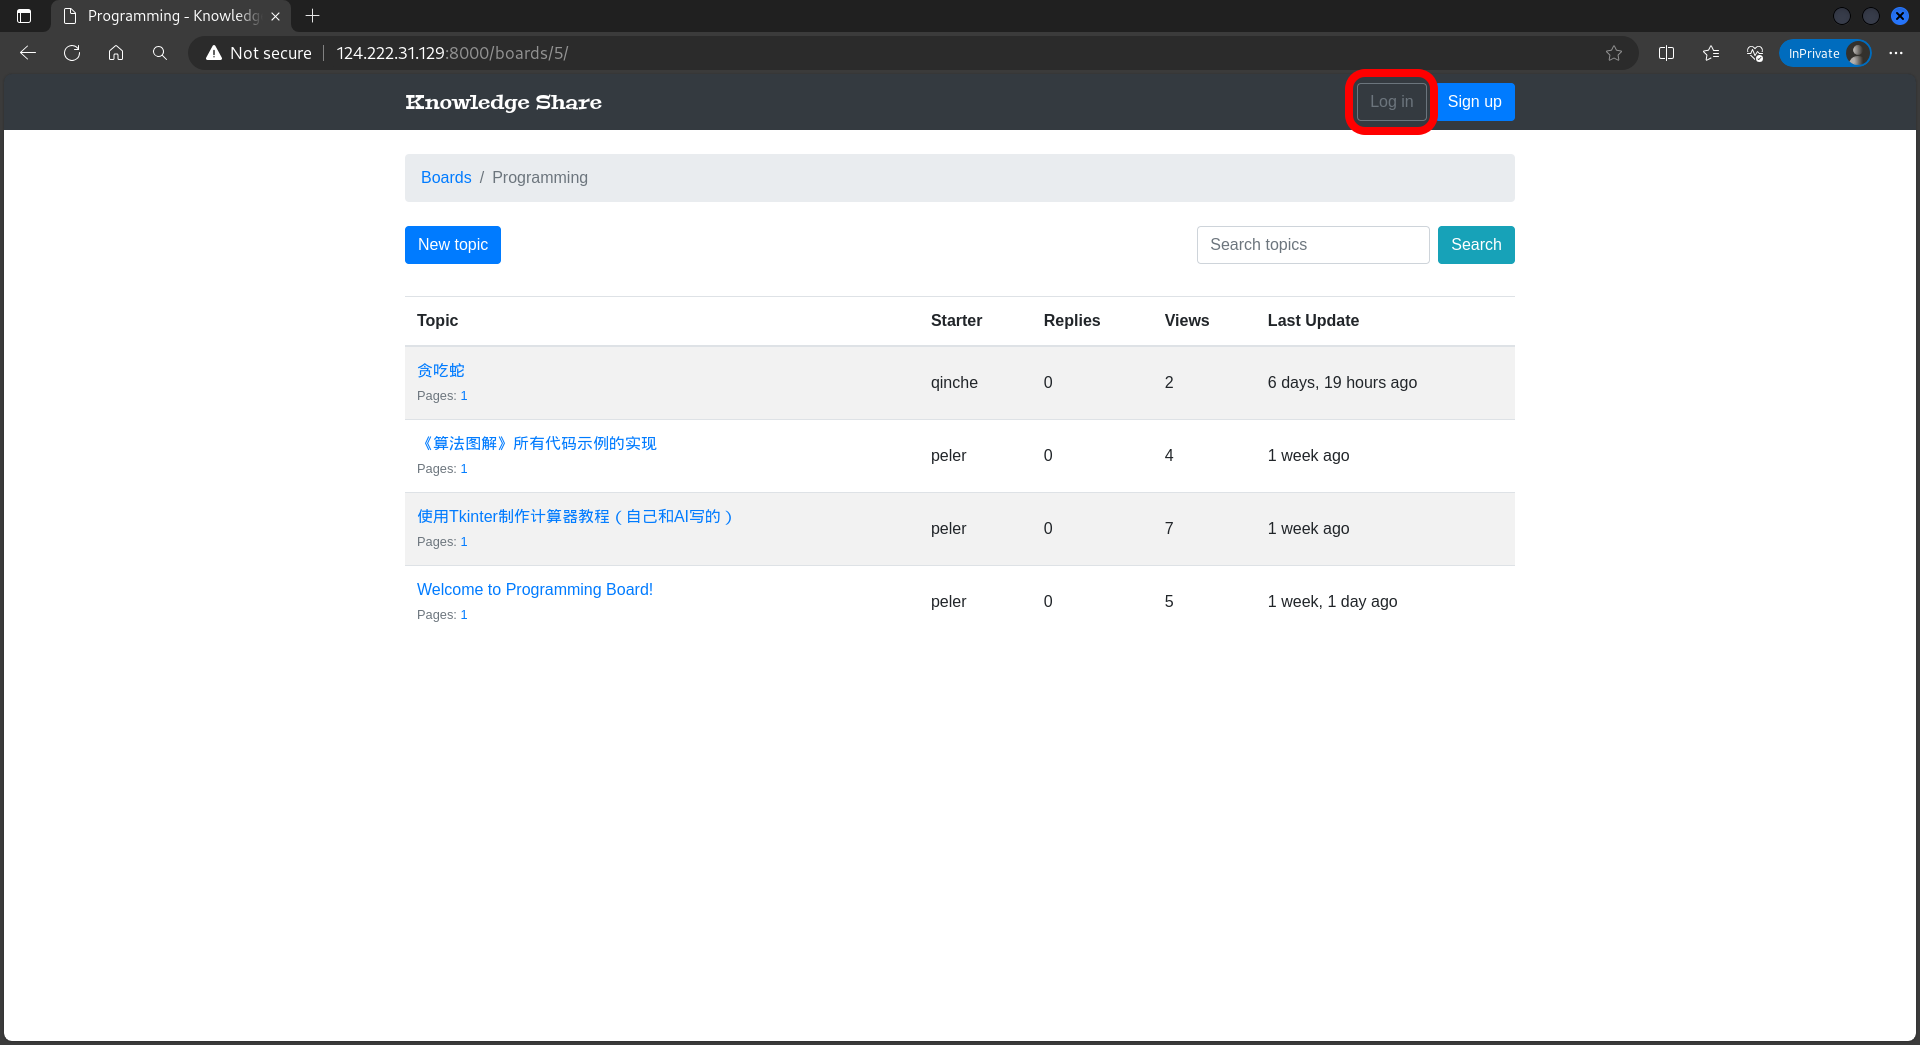 Programming - Knowledg
Not secure 124.222.31.129:8000/boards/5/ InPrivate
Knowledge Share Log in Sign up
Boards / Programming
New topic Search topics Search
Topic Starter Replies Views Last Update
贪吃蛇
Pages: 1
qinche 0 2 6 days, 19 hours ago
《算法图解》所有代码示例的实现
Pages: 1
peler 0 4 1 week ago
使用Tkinter制作计算器教程（自己和AI写的）
Pages: 1
peler 0 7 1 week ago
Welcome to Programming Board!
Pages: 1
peler 0 5 1 week, 1 day ago